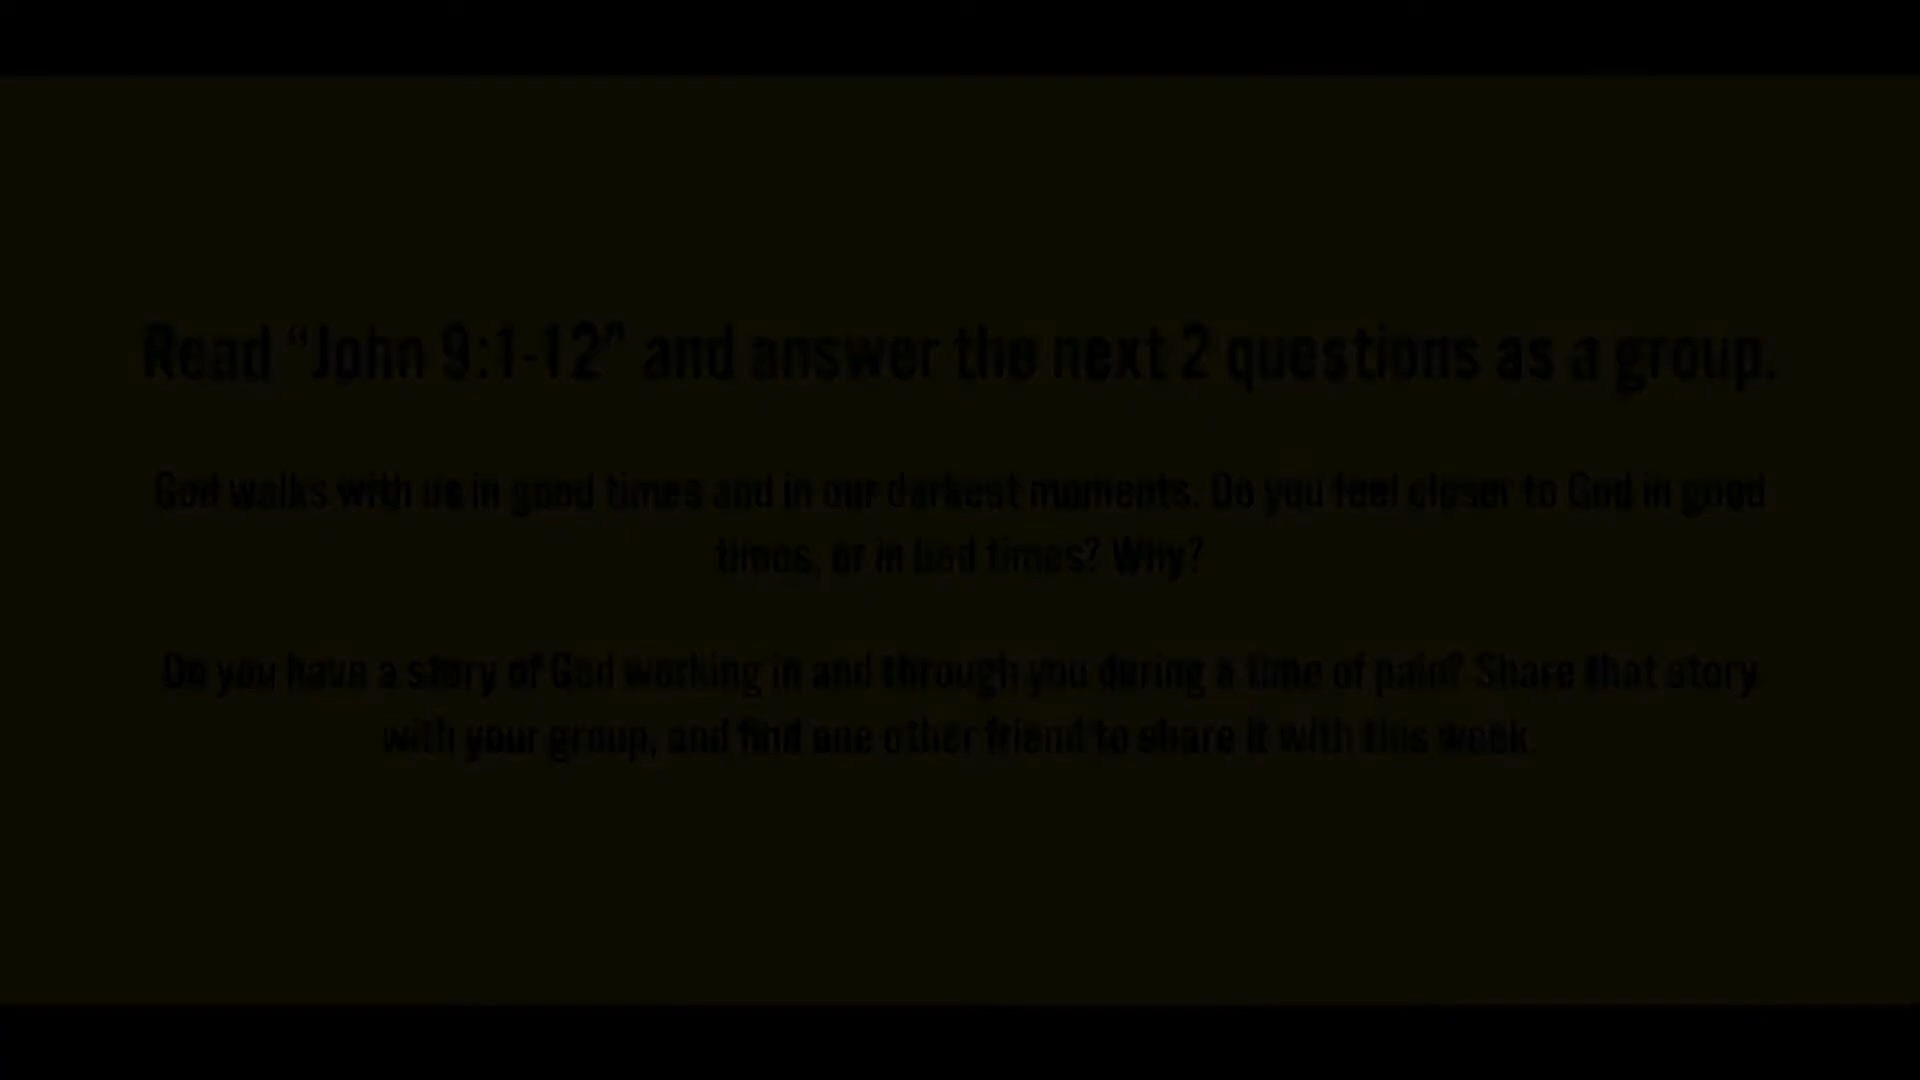 Read “John 9:1-12” and answer the next 2 questions as a group.
God walks with us in good times and in our darkest moments. Do you feel closer to God in good
times, or in bad times? Why?
Do you have a story of God working in and through you during a time of pain? Share that story
with your group, and find one other friend to share it with this week.